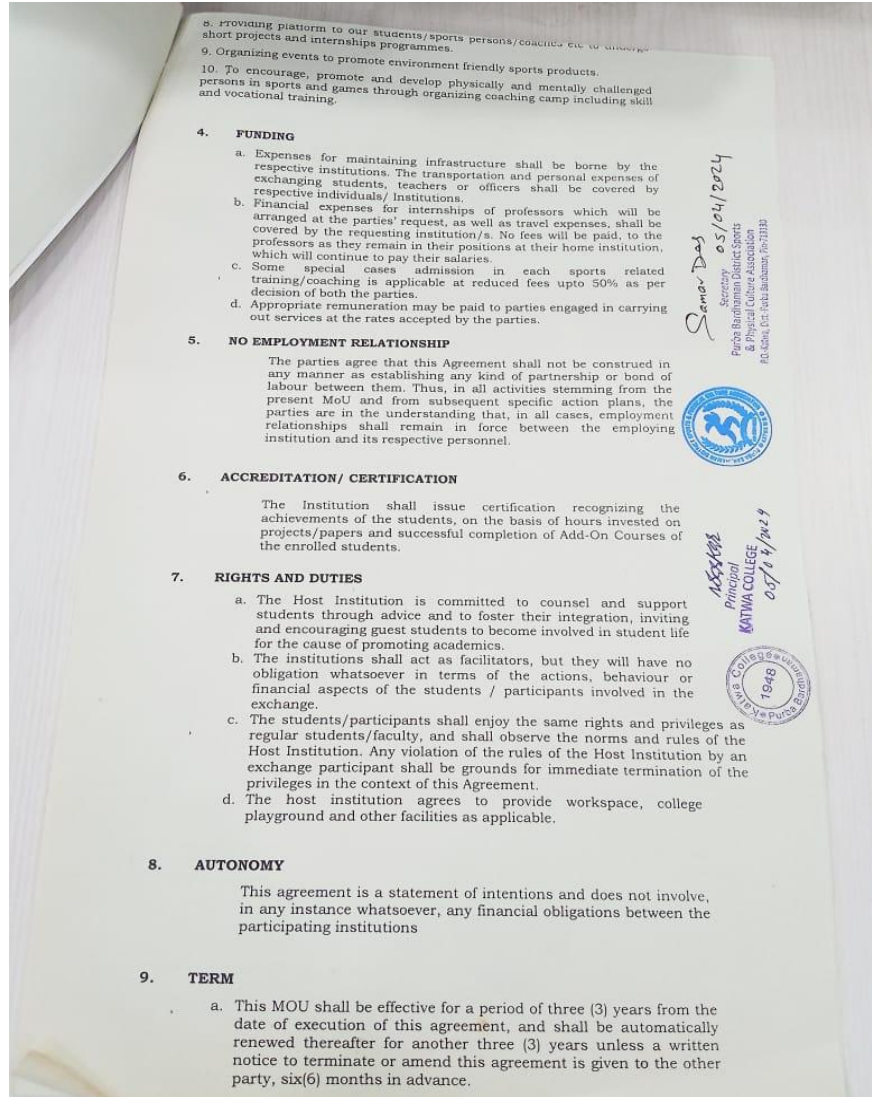 8. Providing platform to our students/sports persons/coaches etc to undergo
short projects and internships programmes.
9. Organizing events to promote environment friendly sports products.
10. To encourage, promote and develop physically and mentally challenged
persons in sports and games through organizing coaching camp including skill
and vocational training.
4. FUNDING
a. Expenses for maintaining infrastructure shall be borne by the
respective institutions. The transportation and personal expenses of
exchanging students, teachers or officers shall be covered by
respective individuals/ Institutions.
b. Financial expenses for internships of professors which will be
arranged at the parties' request, as well as travel expenses, shall be
covered by the requesting institution/s. No fees will be paid, to the
professors as they remain in their positions at their home institution,
which will continue to pay their salaries.
c. Some special cases admission in each sports related
training/coaching is applicable at reduced fees upto 50% as per
decision of both the parties.
d. Appropriate remuneration may be paid to parties engaged in carrying
out services at the rates accepted by the parties.
5. NO EMPLOYMENT RELATIONSHIP
The parties agree that this Agreement shall not be construed in
any manner as establishing any kind of partnership or bond of
labour between them. Thus, in all activities stemming from the
present MoU and from subsequent specific action plans, the
parties are in the understanding that, in all cases, employment
relationships shall remain in force between the employing
institution and its respective personnel.
6. ACCREDITATION/ CERTIFICATION
The Institution shall issue certification recognizing the
achievements of the students, on the basis of hours invested on
projects/papers and successful completion of Add-On Courses of
the enrolled students.
7. RIGHTS AND DUTIES
a. The Host Institution is committed to counsel and support
students through advice and to foster their integration, inviting
and encouraging guest students to become involved in student life
for the cause of promoting academics.
b. The institutions shall act as facilitators, but they will have no
obligation whatsoever in terms of the actions, behaviour or
financial aspects of the students / participants involved in the
exchange.
c. The students/participants shall enjoy the same rights and privileges as
regular students/faculty, and shall observe the norms and rules of the
Host Institution. Any violation of the rules of the Host Institution by an
exchange participant shall be grounds for immediate termination of the
privileges in the context of this Agreement.
d. The host institution agrees to provide workspace, college
playground and other facilities as applicable.
8. AUTONOMY
This agreement is a statement of intentions and does not involve,
in any instance whatsoever, any financial obligations between the
participating institutions
9. TERM
a. This MOU shall be effective for a period of three (3) years from the
date of execution of this agreement, and shall be automatically
renewed thereafter for another three (3) years unless a written
notice to terminate or amend this agreement is given to the other
party, six(6) months in advance.
Samar Das 05/04/2024
Secretary
Purba Bardhaman District Sports
& Physical Culture Association
P.O.-Katwa, Dist.-Purba Bardhaman, Pin-713130
Principal
KATWA COLLEGE
05/04/2024
Katwa College
Purba Bardhaman
1948